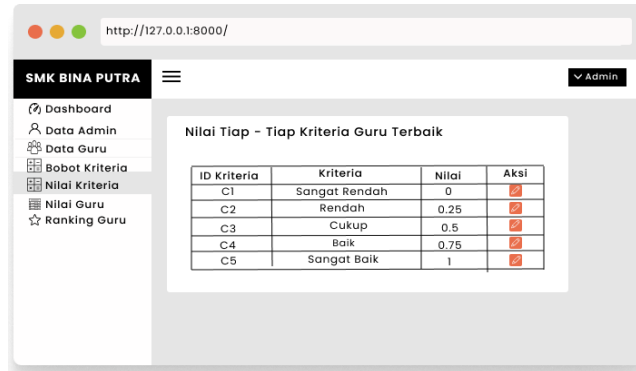 http://127.0.0.1:8000/
SMK BINA PUTRA
Admin
Dashboard
Data Admin
Data Guru
Bobot Kriteria
Nilai Kriteria
Nilai Guru
Ranking Guru
Nilai Tiap - Tiap Kriteria Guru Terbaik
ID Kriteria Kriteria Nilai Aksi
C1 Sangat Rendah 0
C2 Rendah 0.25
C3 Cukup 0.5
C4 Baik 0.75
C5 Sangat Baik 1